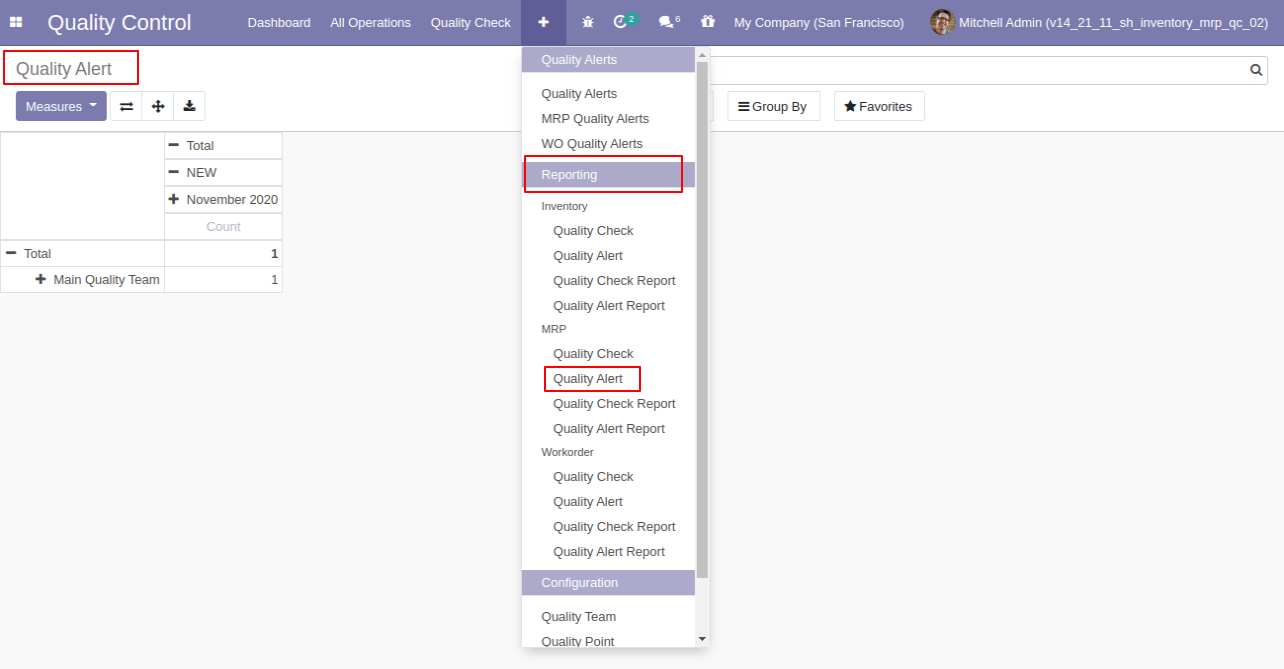 Quality Control
Dashboard
All Operations
Quality Check
2
6
My Company (San Francisco)
Mitchell Admin (v14_21_11_sh_inventory_mrp_qc_02)
Quality Alert
Measures
Group By
Favorites
Total
NEW
November 2020
Count
Total 1
Main Quality Team 1
Quality Alerts
Quality Alerts
MRP Quality Alerts
WO Quality Alerts
Reporting
Inventory
Quality Check
Quality Alert
Quality Check Report
Quality Alert Report
MRP
Quality Check
Quality Alert
Quality Check Report
Quality Alert Report
Workorder
Quality Check
Quality Alert
Quality Check Report
Quality Alert Report
Configuration
Quality Team
Quality Point